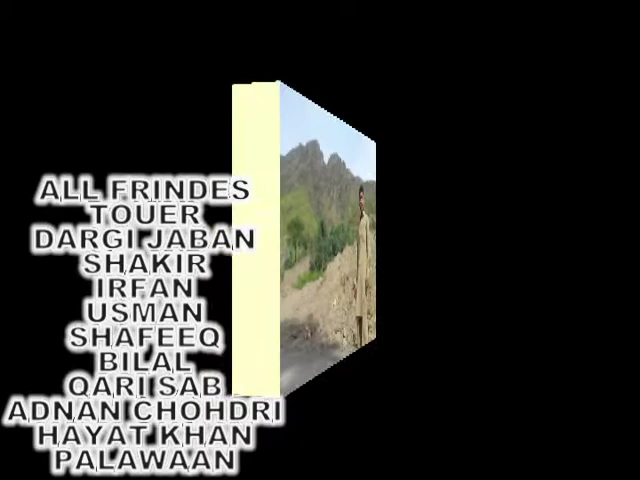 ALL FRINDES
TOUER
DARGI JABAN
SHAKIR
IRFAN
USMAN
SHAFEEQ
BILAL
QARI SAB
ADNAN CHOHDRI
HAYAT KHAN
PALAWAAN